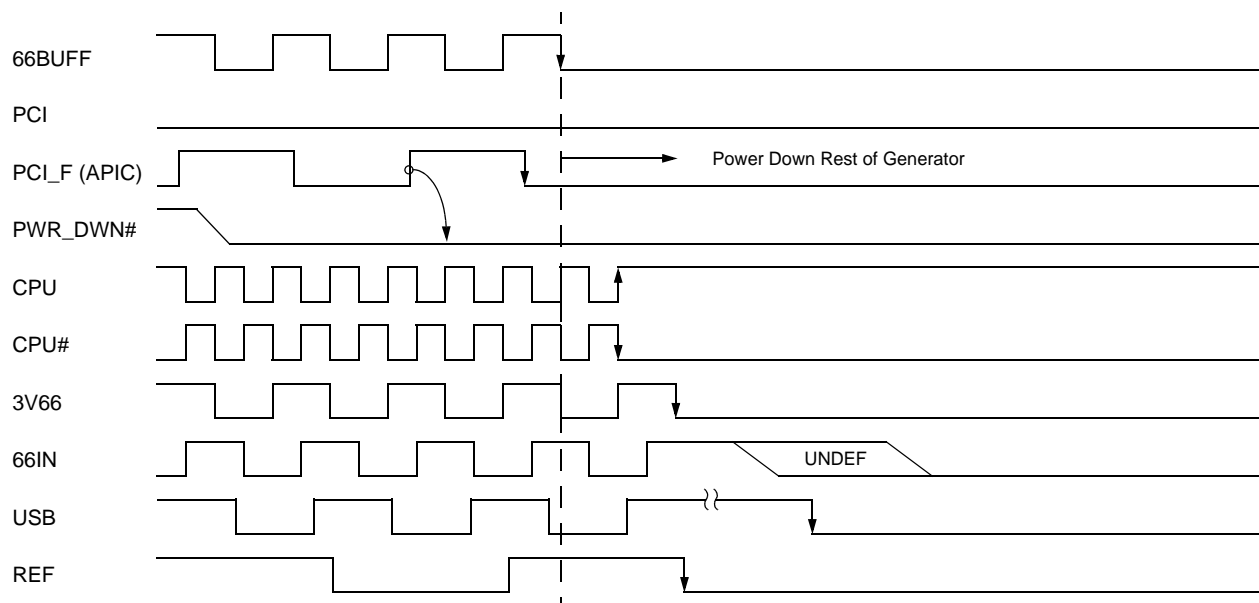 66BUFF
PCI
PCI_F (APIC)
Power Down Rest of Generator
PWR_DWN#
CPU
CPU#
3V66
66IN
UNDEF
USB
REF